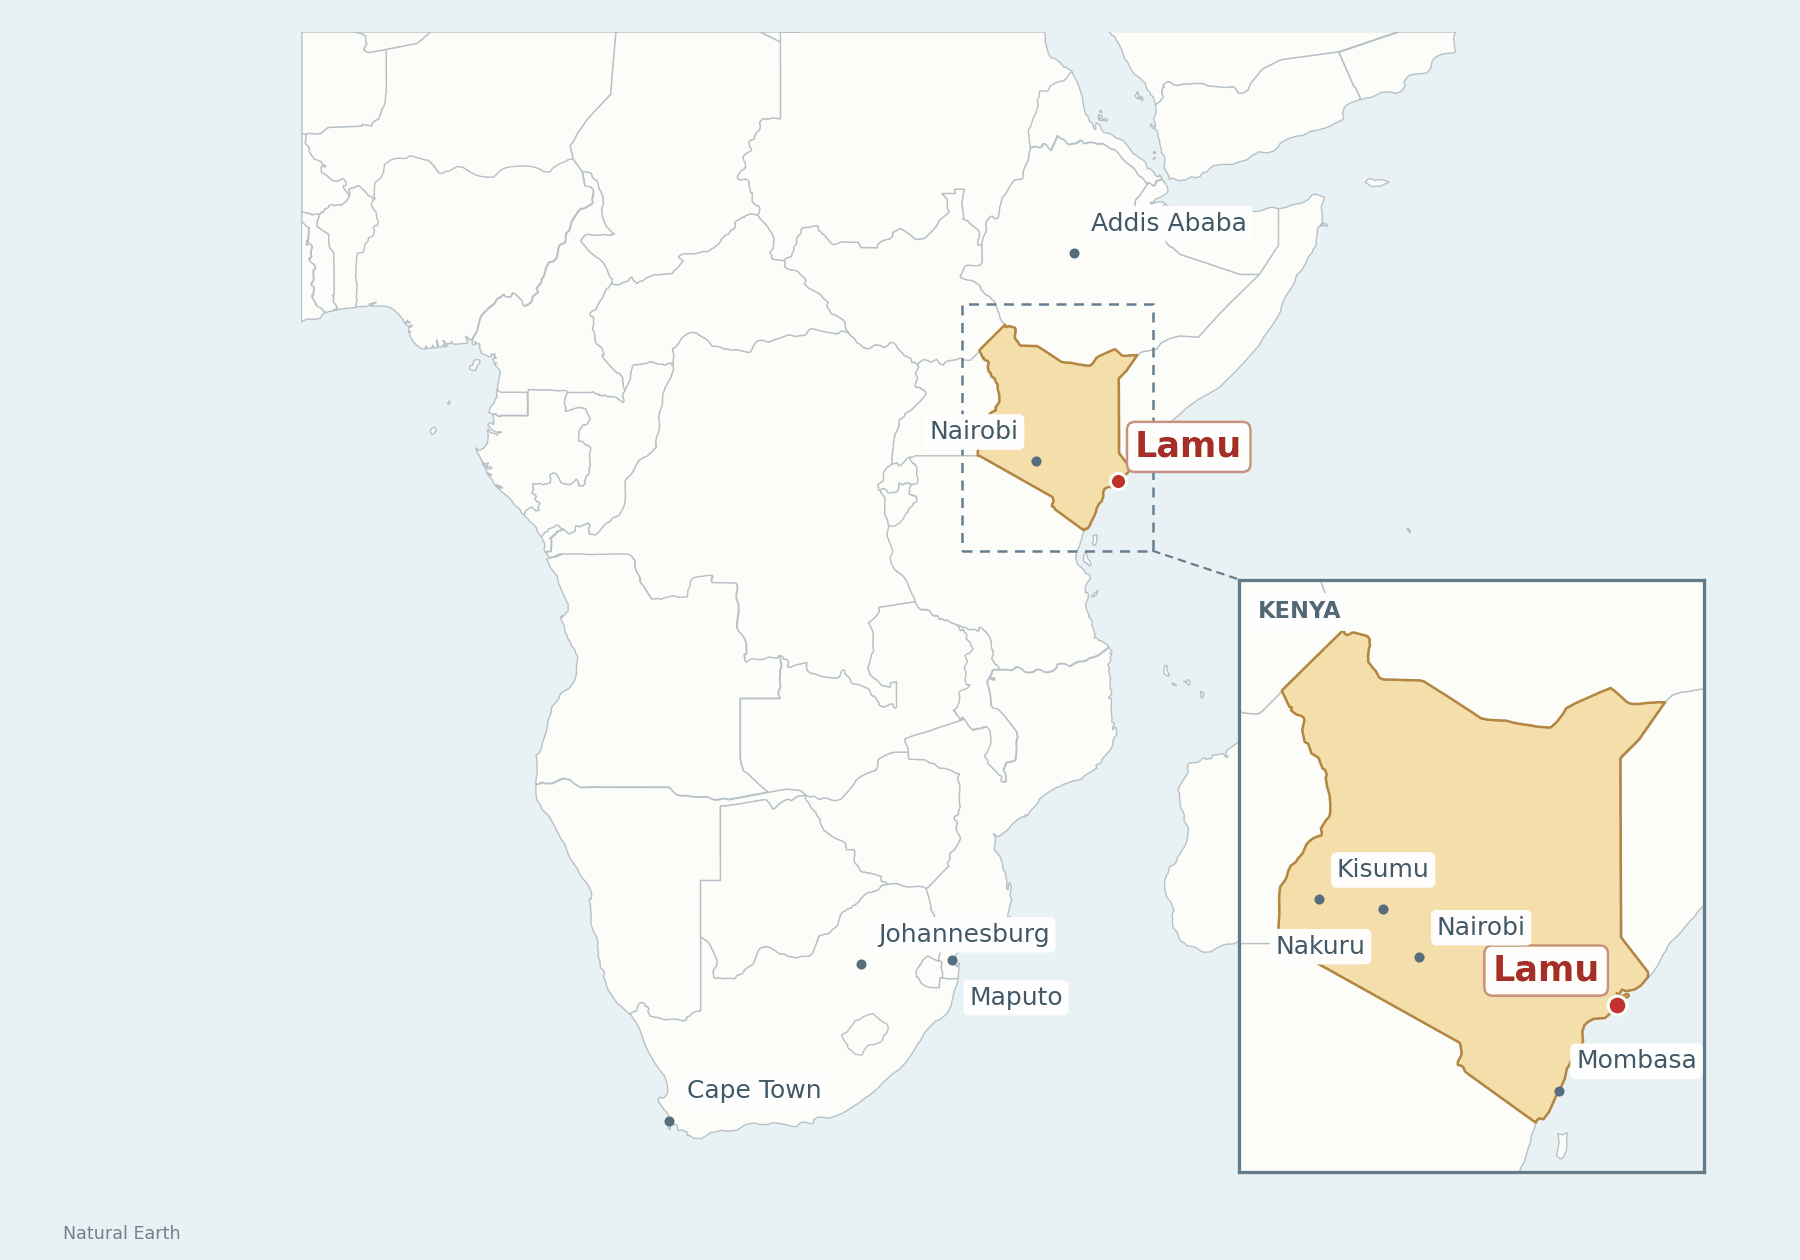 Addis Ababa
Nairobi
Lamu
KENYA
Kisumu
Nairobi
Nakuru
Lamu
Mombasa
Johannesburg
Maputo
Cape Town
Natural Earth